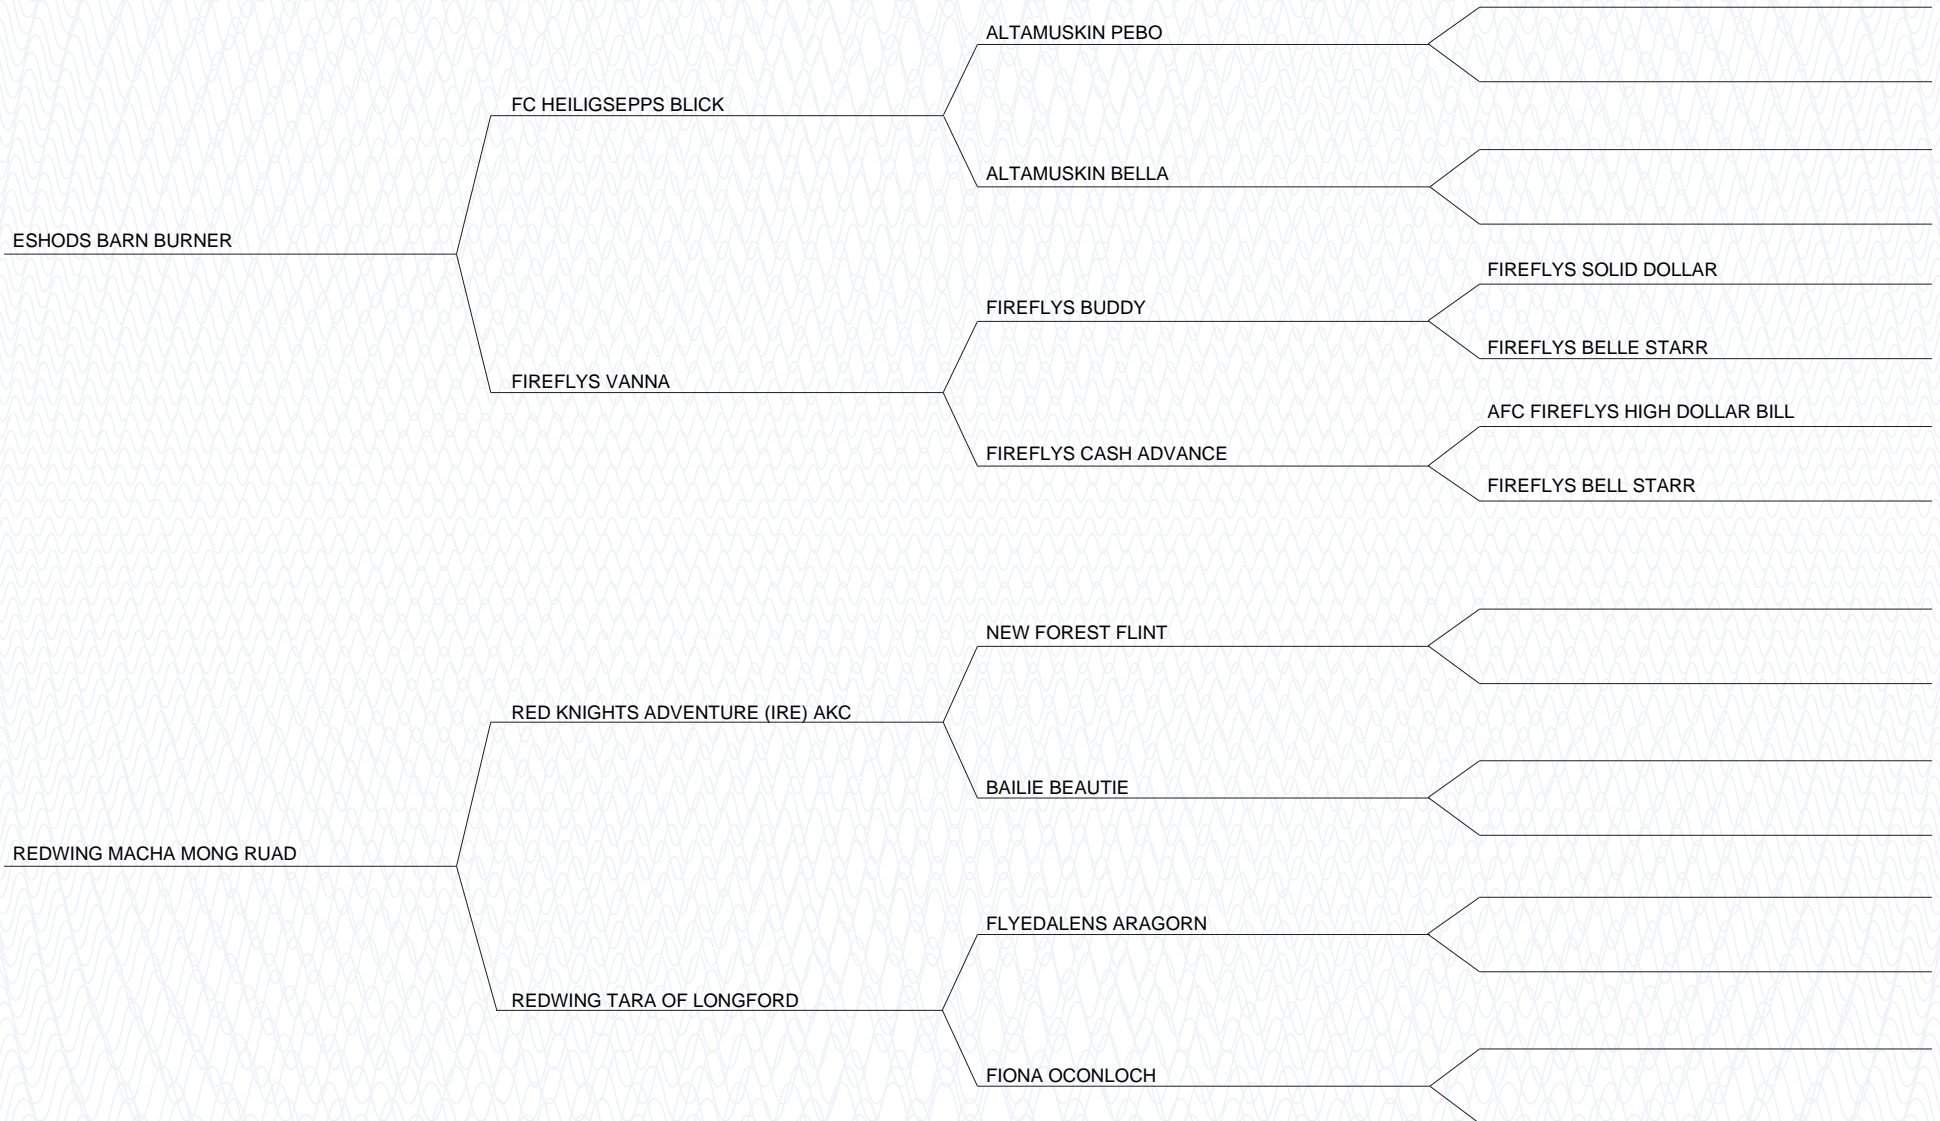 ALTAMUSKIN PEBO
FC HEILIGSEPPS BLICK
ALTAMUSKIN BELLA
ESHODS BARN BURNER
FIREFLYS SOLID DOLLAR
FIREFLYS BUDDY
FIREFLYS BELLE STARR
FIREFLYS VANNA
AFC FIREFLYS HIGH DOLLAR BILL
FIREFLYS CASH ADVANCE
FIREFLYS BELL STARR
NEW FOREST FLINT
RED KNIGHTS ADVENTURE (IRE) AKC
BAILIE BEAUTIE
REDWING MACHA MONG RUAD
FLYEDALENS ARAGORN
REDWING TARA OF LONGFORD
FIONA OCONLOCH